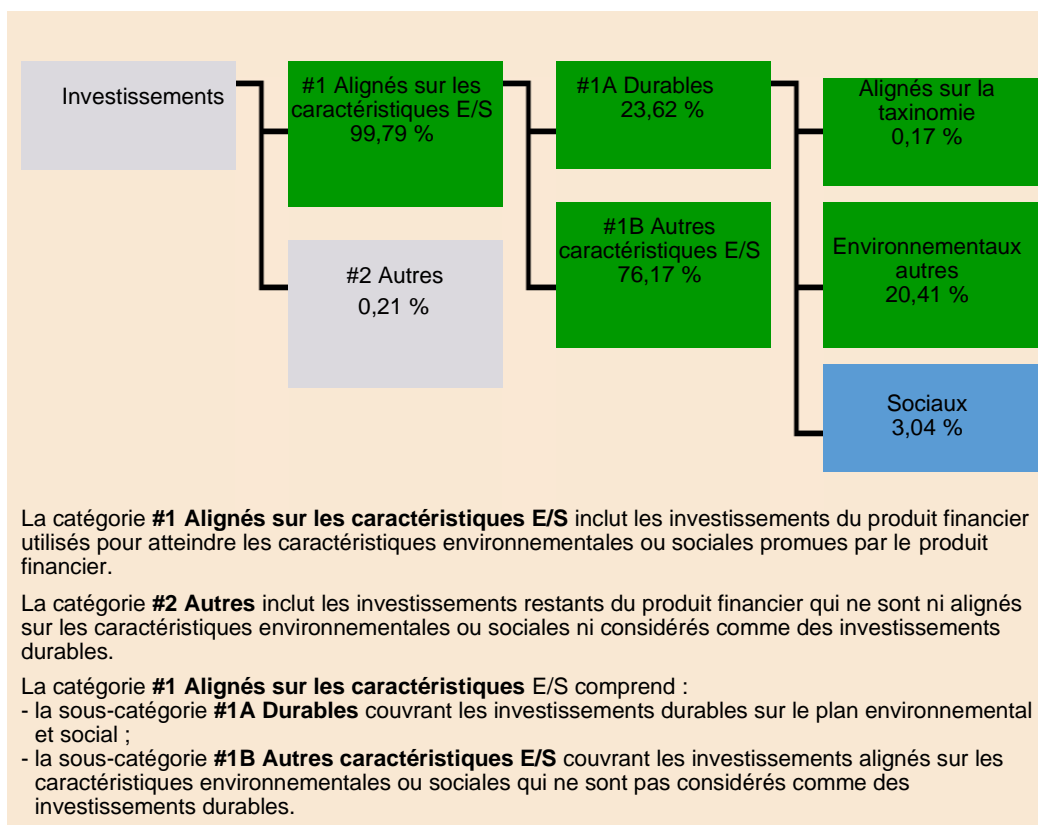 Investissements
#1 Alignés sur les
caractéristiques E/S
99,79 %
#2 Autres
0,21 %
#1A Durables
23,62 %
#1B Autres
caractéristiques E/S
76,17 %
Alignés sur la
taxinomie
0,17 %
Environnementaux
autres
20,41 %
Sociaux
3,04 %
La catégorie #1 Alignés sur les caractéristiques E/S inclut les investissements du produit financier
utilisés pour atteindre les caractéristiques environnementales ou sociales promues par le produit
financier.
La catégorie #2 Autres inclut les investissements restants du produit financier qui ne sont ni alignés
sur les caractéristiques environnementales ou sociales ni considérés comme des investissements
durables.
La catégorie #1 Alignés sur les caractéristiques E/S comprend :
- la sous-catégorie #1A Durables couvrant les investissements durables sur le plan environnemental
et social ;
- la sous-catégorie #1B Autres caractéristiques E/S couvrant les investissements alignés sur les
caractéristiques environnementales ou sociales qui ne sont pas considérés comme des
investissements durables.